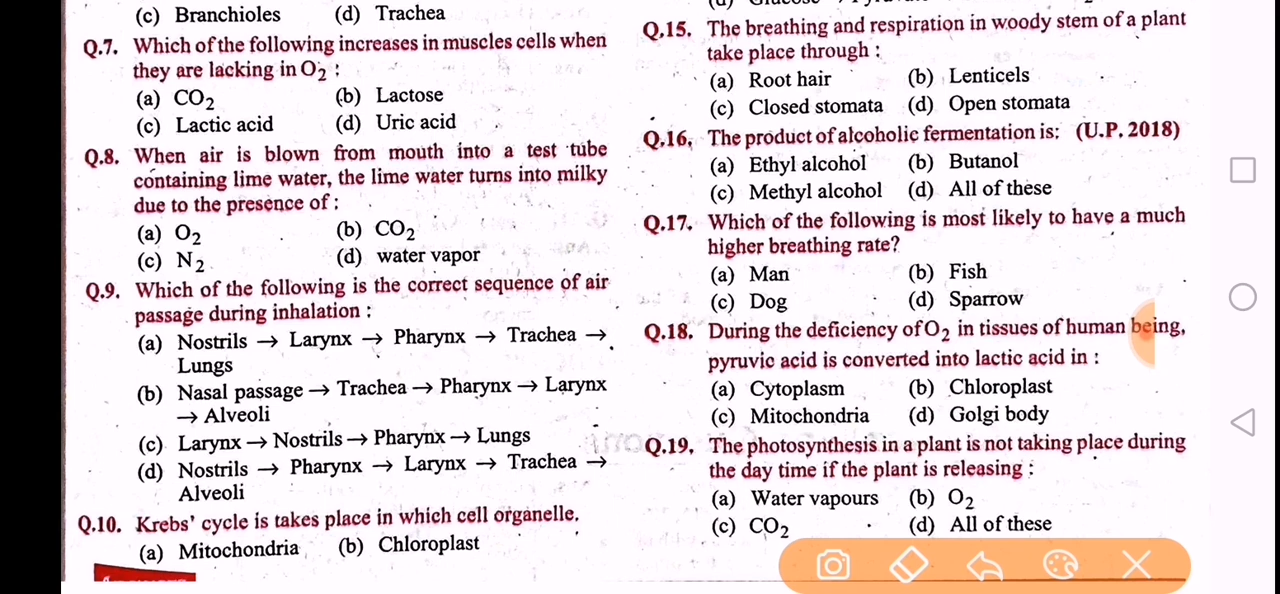 (c) Branchioles (d) Trachea
Q.7. Which of the following increases in muscles cells when
they are lacking in O2 :
(a) CO2 (b) Lactose
(c) Lactic acid (d) Uric acid
Q.8. When air is blown from mouth into a test tube
containing lime water, the lime water turns into milky
due to the presence of :
(a) O2 (b) CO2
(c) N2 (d) water vapor
Q.9. Which of the following is the correct sequence of air
passage during inhalation :
(a) Nostrils → Larynx → Pharynx → Trachea →
Lungs
(b) Nasal passage → Trachea → Pharynx → Larynx
→ Alveoli
(c) Larynx → Nostrils → Pharynx → Lungs
(d) Nostrils → Pharynx → Larynx → Trachea →
Alveoli
Q.10. Krebs' cycle is takes place in which cell organelle.
(a) Mitochondria (b) Chloroplast
Q.15. The breathing and respiration in woody stem of a plant
take place through :
(a) Root hair (b) Lenticels
(c) Closed stomata (d) Open stomata
Q.16. The product of alcoholic fermentation is: (U.P. 2018)
(a) Ethyl alcohol (b) Butanol
(c) Methyl alcohol (d) All of these
Q.17. Which of the following is most likely to have a much
higher breathing rate?
(a) Man (b) Fish
(c) Dog (d) Sparrow
Q.18. During the deficiency of O2 in tissues of human being,
pyruvic acid is converted into lactic acid in :
(a) Cytoplasm (b) Chloroplast
(c) Mitochondria (d) Golgi body
Q.19. The photosynthesis in a plant is not taking place during
the day time if the plant is releasing :
(a) Water vapours (b) O2
(c) CO2 (d) All of these